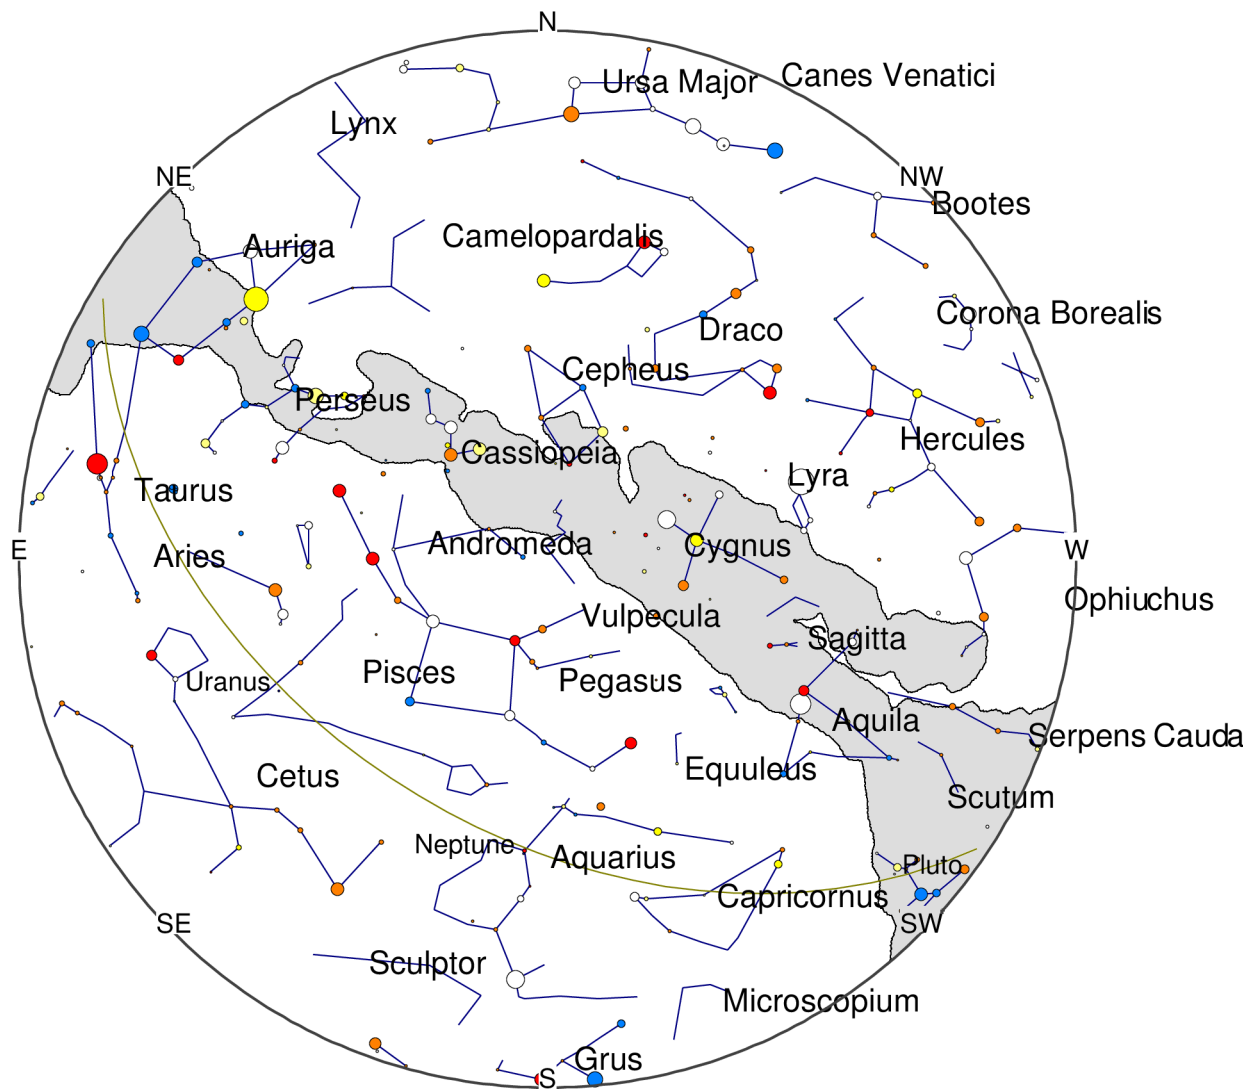 N
Ursa Major
Canes Venatici
Lynx
NE
NW
Bootes
Auriga
Camelopardalis
Corona Borealis
Draco
Cepheus
Perseus
Hercules
Cassiopeia
Lyra
Taurus
E
Aries
Andromeda
Cygnus
W
Ophiuchus
Vulpecula
Sagitta
Pisces
Uranus
Pegasus
Aquila
Serpens Cauda
Cetus
Equuleus
Scutum
Neptune
Aquarius
Pluto
Capricornus
SE
SW
Sculptor
Microscopium
Grus
S